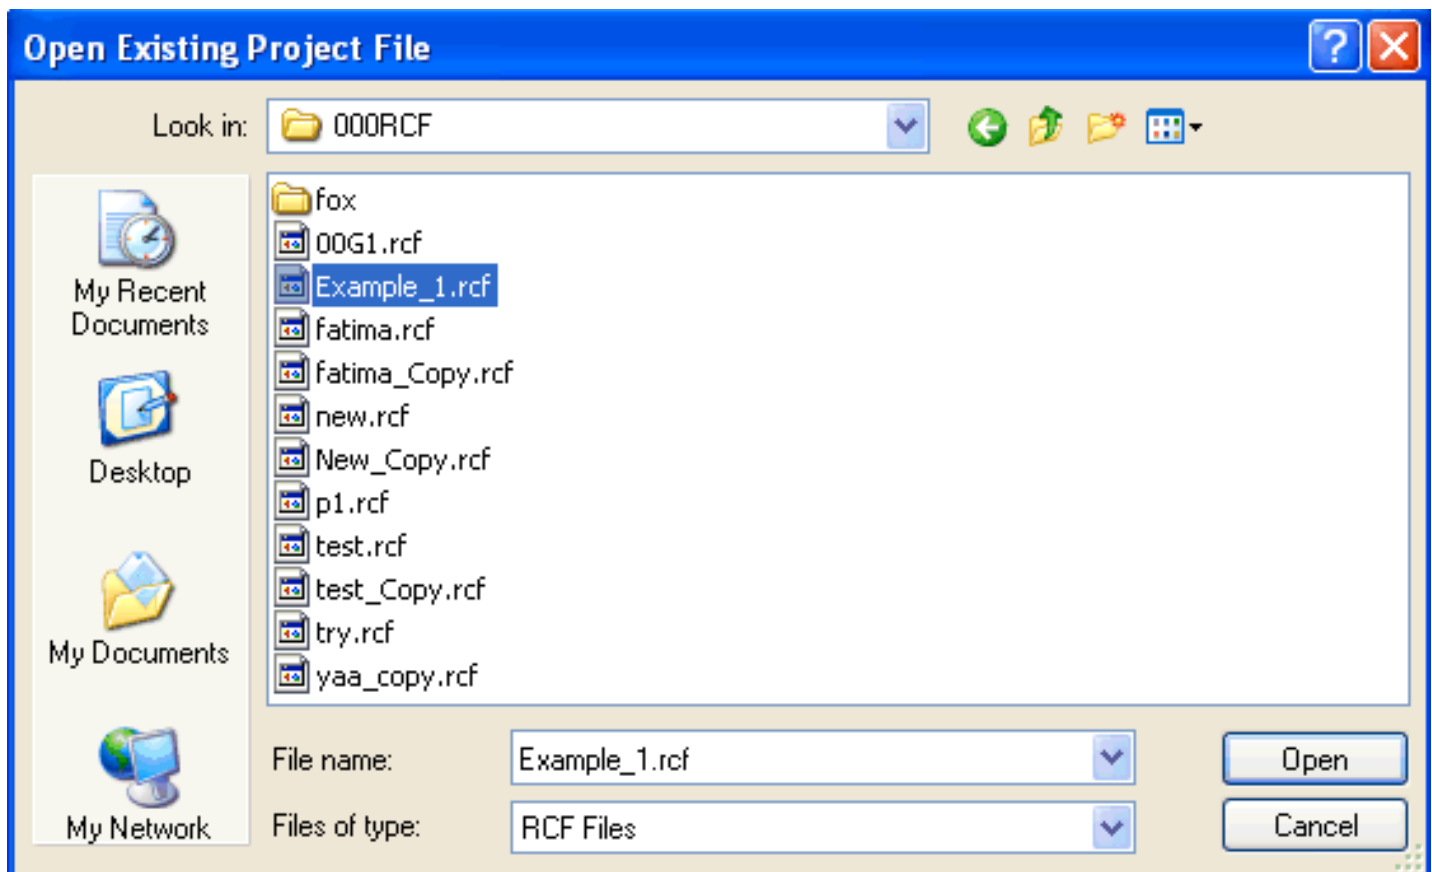 Open Existing Project File
Look in: 000RCF
My Recent
Documents
Desktop
My Documents
My Network
fox
00G1.rcf
Example_1.rcf
fatima.rcf
fatima_Copy.rcf
new.rcf
New_Copy.rcf
p1.rcf
test.rcf
test_Copy.rcf
try.rcf
yaa_copy.rcf
File name: Example_1.rcf Open
Files of type: RCF Files Cancel